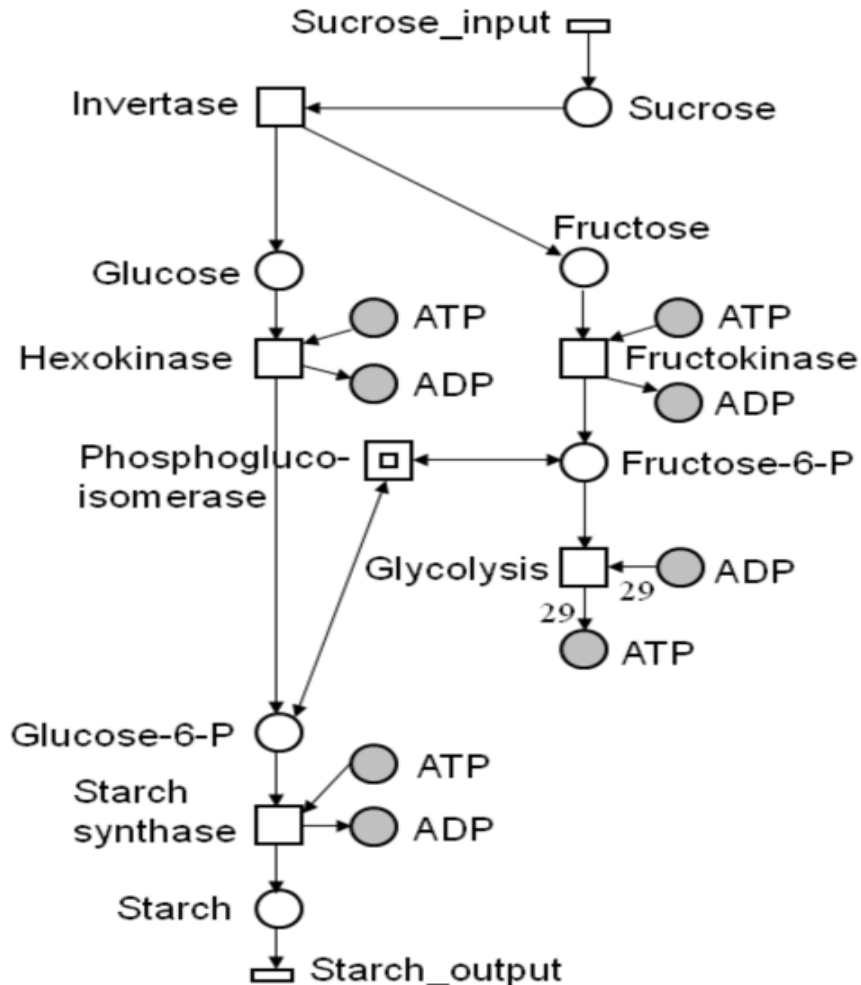 Sucrose_input
Invertase
Sucrose
Fructose
Glucose
ATP
ATP
Hexokinase
Fructokinase
ADP
ADP
Phosphogluco-
isomerase
Fructose-6-P
Glycolysis
ADP
29
29
ATP
Glucose-6-P
ATP
Starch
synthase
ADP
Starch
Starch_output